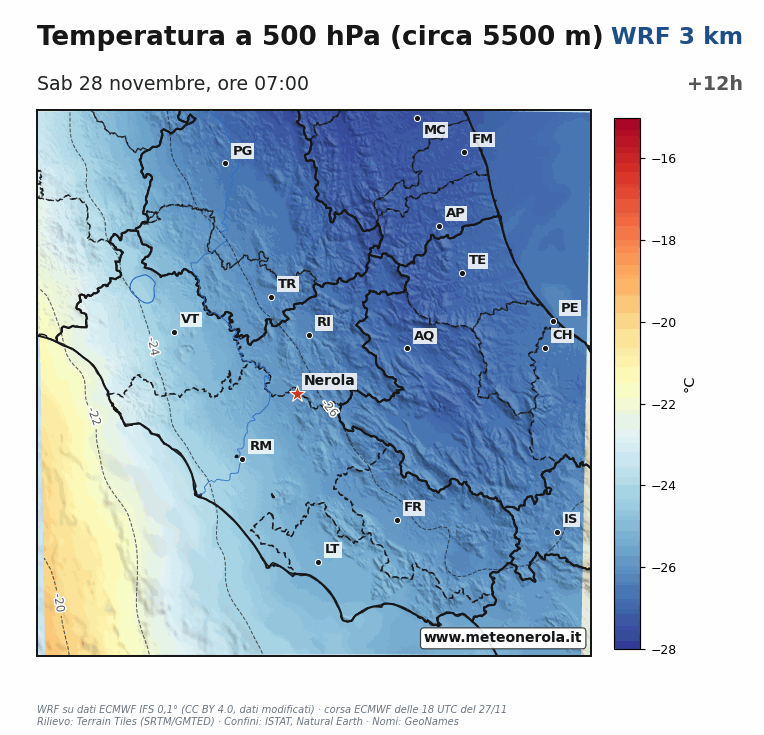 Temperatura a 500 hPa (circa 5500 m) WRF 3 km
Sab 28 novembre, ore 07:00 +12h
MC
FM
PG
AP
TE
TR
PE
VT
RI
AQ
CH
Nerola
RM
FR
IS
LT
-24
-22
-26
-20
www.meteonerola.it
−16
−18
−20
−22
−24
−26
−28
°C
WRF su dati ECMWF IFS 0,1° (CC BY 4.0, dati modificati) · corsa ECMWF delle 18 UTC del 27/11
Rilievo: Terrain Tiles (SRTM/GMTED) · Confini: ISTAT, Natural Earth · Nomi: GeoNames